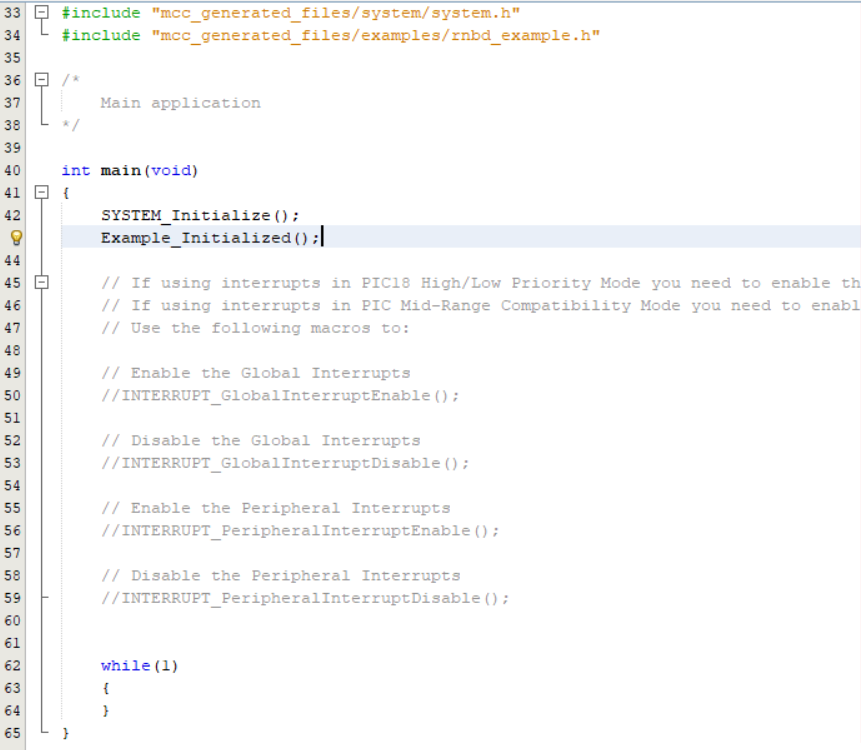 33 #include "mcc_generated_files/system/system.h"
34 #include "mcc_generated_files/examples/rnbd_example.h"
35
36 /*
37 Main application
38 */
39
40 int main(void)
41 {
42 SYSTEM_Initialize();
Example_Initialized();
44
45 // If using interrupts in PIC18 High/Low Priority Mode you need to enable th
46 // If using interrupts in PIC Mid-Range Compatibility Mode you need to enabl
47 // Use the following macros to:
48
49 // Enable the Global Interrupts
50 //INTERRUPT_GlobalInterruptEnable();
51
52 // Disable the Global Interrupts
53 //INTERRUPT_GlobalInterruptDisable();
54
55 // Enable the Peripheral Interrupts
56 //INTERRUPT_PeripheralInterruptEnable();
57
58 // Disable the Peripheral Interrupts
59 //INTERRUPT_PeripheralInterruptDisable();
60
61
62 while(1)
63 {
64 }
65 }